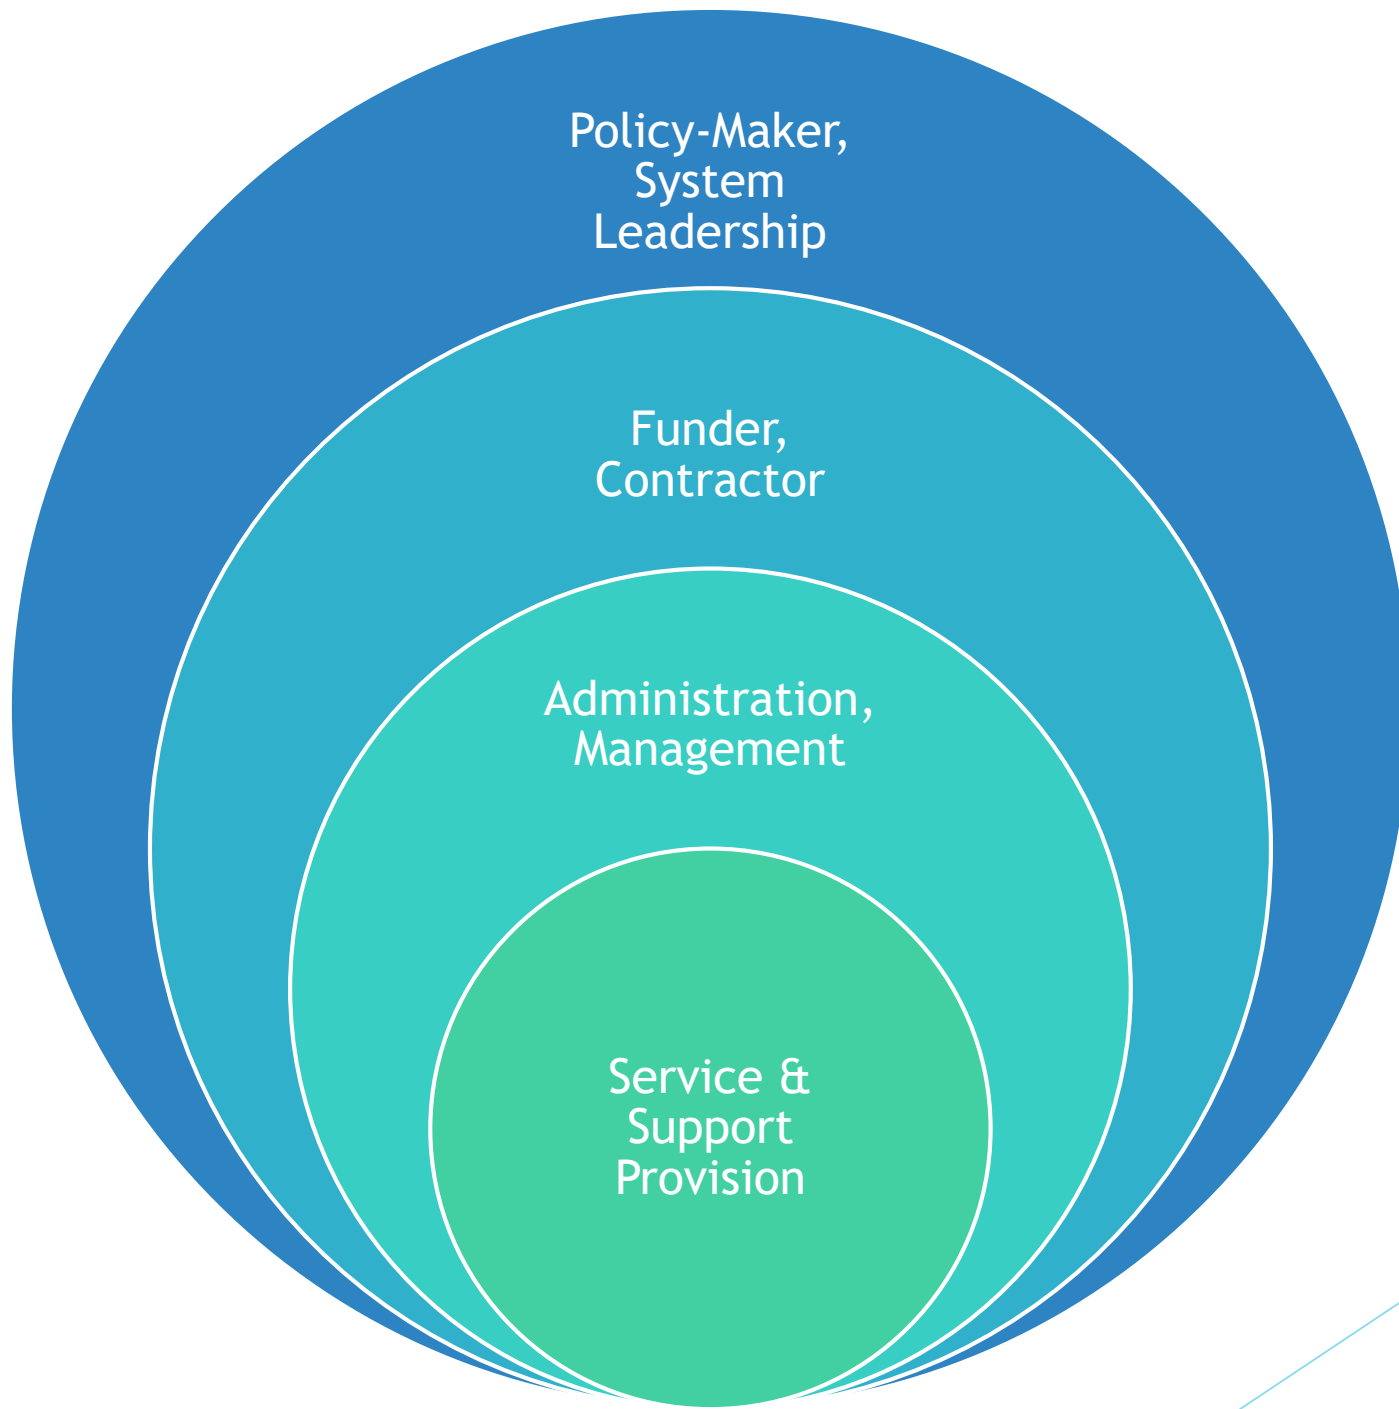 Policy-Maker,
System
Leadership
Funder,
Contractor
Administration,
Management
Service &
Support
Provision